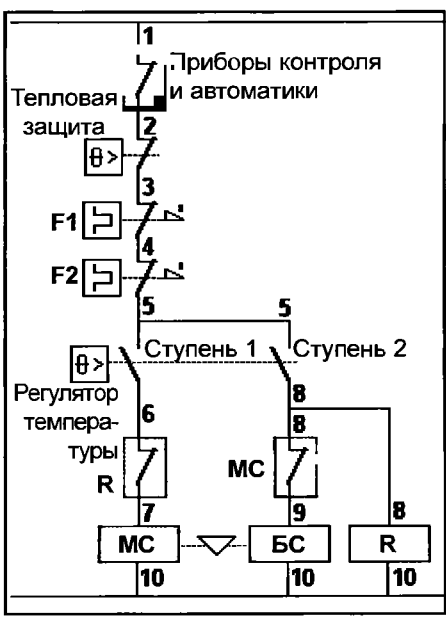 1
Приборы контроля
и автоматики
Тепловая
защита
2
θ>
3
F1
4
F2
5
5
Ступень 1
Ступень 2
θ>
Регулятор
темпера-
туры
6
8
8
R
МС
7
9
8
МС
БС
R
10
10
10